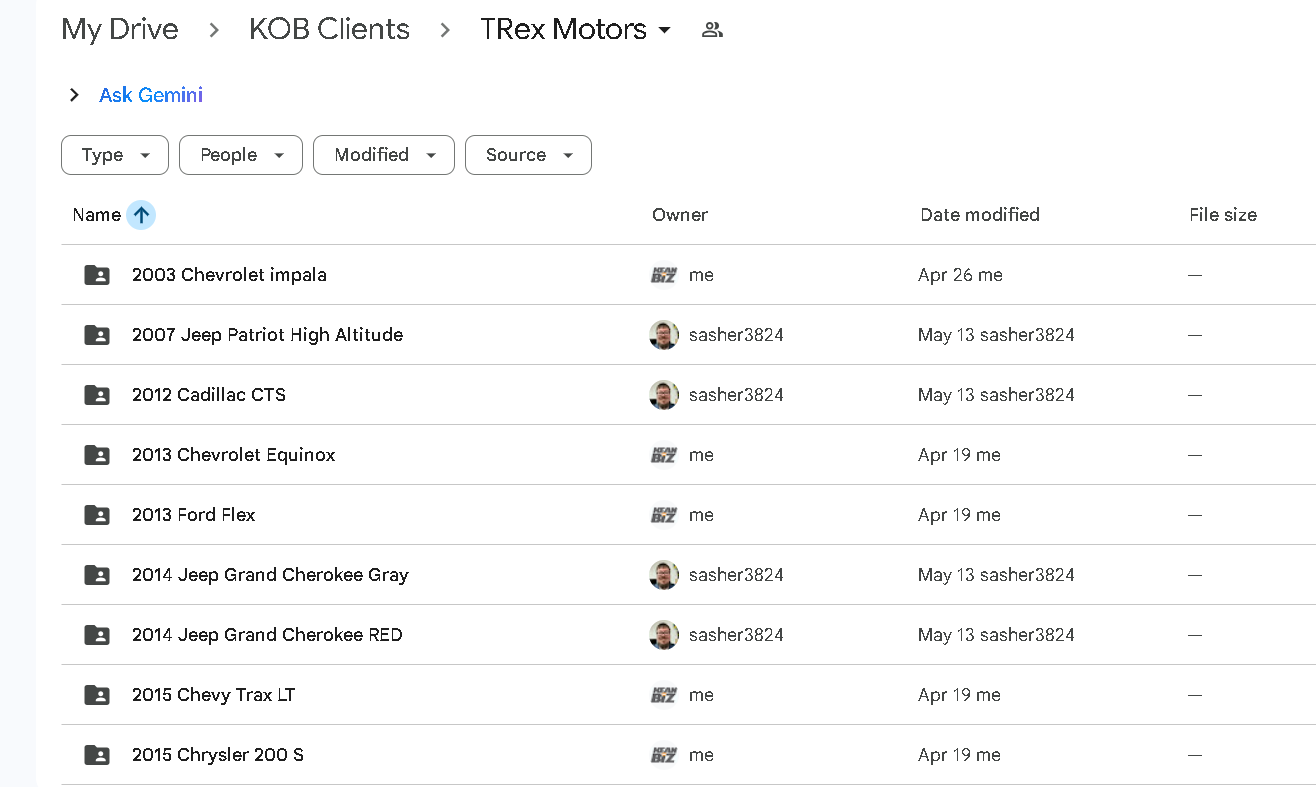 My Drive > KOB Clients > TRex Motors
Ask Gemini
Type People Modified Source
Name Owner Date modified File size
2003 Chevrolet impala me Apr 26 me —
2007 Jeep Patriot High Altitude sasher3824 May 13 sasher3824 —
2012 Cadillac CTS sasher3824 May 13 sasher3824 —
2013 Chevrolet Equinox me Apr 19 me —
2013 Ford Flex me Apr 19 me —
2014 Jeep Grand Cherokee Gray sasher3824 May 13 sasher3824 —
2014 Jeep Grand Cherokee RED sasher3824 May 13 sasher3824 —
2015 Chevy Trax LT me Apr 19 me —
2015 Chrysler 200 S me Apr 19 me —